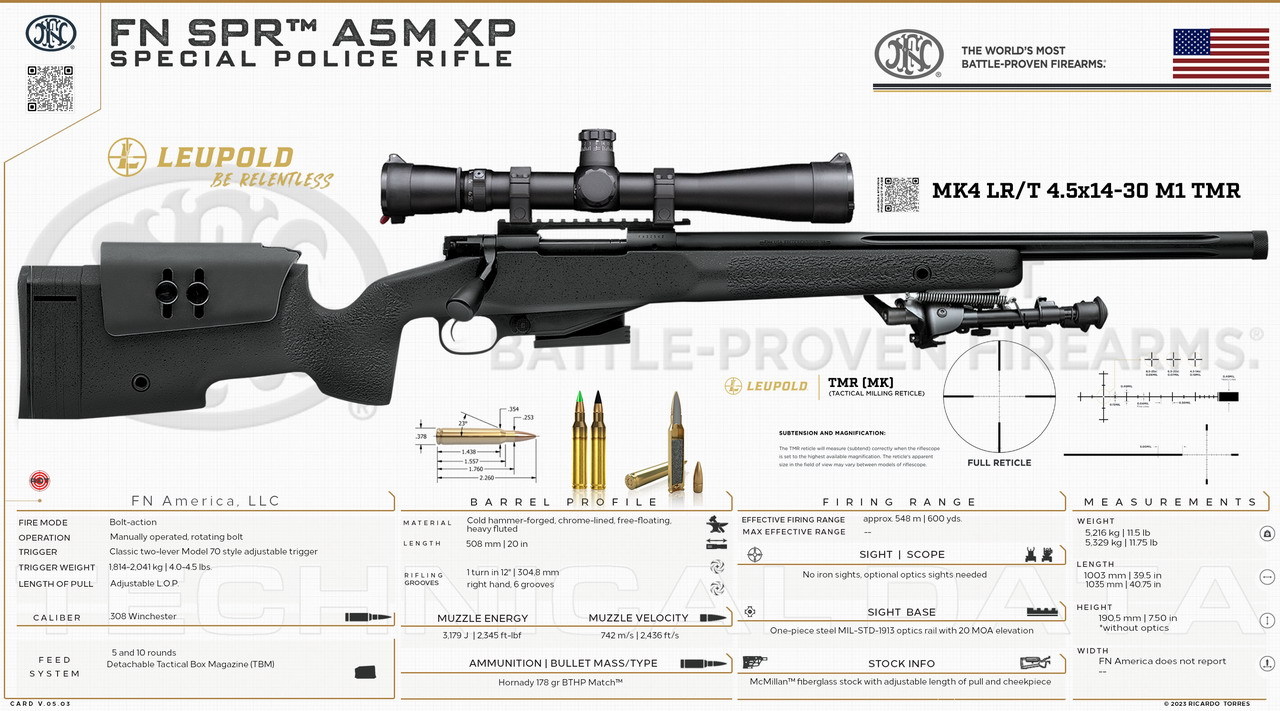 FN SPR™ A5M XP
SPECIAL POLICE RIFLE
FN ®
THE WORLD'S MOST
BATTLE-PROVEN FIREARMS.
LEUPOLD
BE RELENTLESS
MK4 LR/T 4.5x14-30 M1 TMR
BATTLE-PROVEN FIREARMS.®
LEUPOLD
TMR [MK]
(TACTICAL MILLING RETICLE)
SUBTENSION AND MAGNIFICATION:
The TMR reticle will measure (subtend) correctly when the riflescope
is set to the highest available magnification. The reticle's apparent
size in the field of view may vary between models of riflescope.
FULL RETICLE
.354
.253
23°
.378
1.438
1.557
1.760
2.260
FN America, LLC
FIRE MODE Bolt-action
OPERATION Manually operated, rotating bolt
TRIGGER Classic two-lever Model 70 style adjustable trigger
TRIGGER WEIGHT 1,814-2,041 kg | 4.0-4.5 lbs.
LENGTH OF PULL Adjustable L.O.P.
CALIBER .308 Winchester
FEED
SYSTEM
5 and 10 rounds
Detachable Tactical Box Magazine (TBM)
BARREL PROFILE
MATERIAL Cold hammer-forged, chrome-lined, free-floating,
heavy fluted
LENGTH 508 mm | 20 in
RIFLING
GROOVES
1 turn in 12" | 304,8 mm
right hand, 6 grooves
MUZZLE ENERGY MUZZLE VELOCITY
3,179 J | 2,345 ft-lbf 742 m/s | 2,436 ft/s
AMMUNITION | BULLET MASS/TYPE
Hornady 178 gr BTHP Match™
FIRING RANGE
EFFECTIVE FIRING RANGE approx. 548 m | 600 yds.
MAX EFFECTIVE RANGE --
SIGHT | SCOPE
No iron sights, optional optics sights needed
SIGHT BASE
One-piece steel MIL-STD-1913 optics rail with 20 MOA elevation
STOCK INFO
McMillan™ fiberglass stock with adjustable length of pull and cheekpiece
MEASUREMENTS
WEIGHT
5,216 kg | 11.5 lb
5,329 kg | 11.75 lb
LENGTH
1003 mm | 39.5 in
1035 mm | 40.75 in
HEIGHT
190,5 mm | 7.50 in
*without optics
WIDTH
FN America does not report
--
TECHNICAL DATA
CARD V.05.03
© 2023 RICARDO TORRES